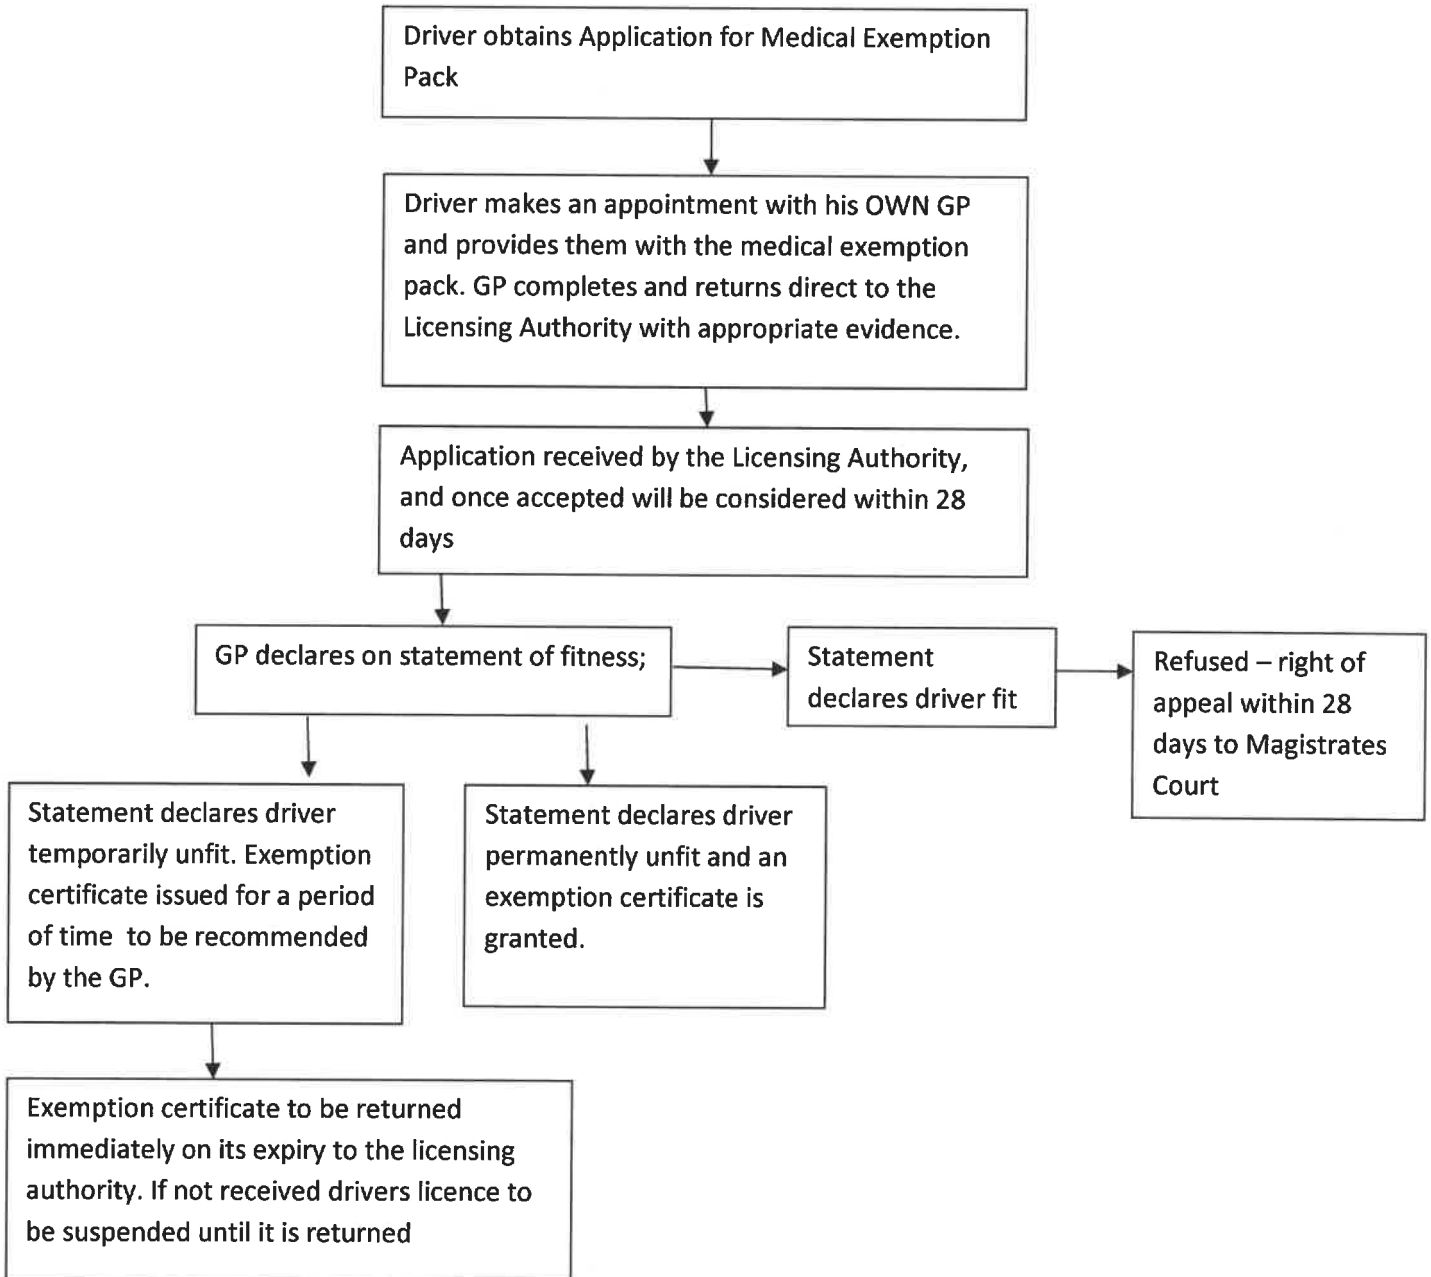 Driver obtains Application for Medical Exemption
Pack
Driver makes an appointment with his OWN GP
and provides them with the medical exemption
pack. GP completes and returns direct to the
Licensing Authority with appropriate evidence.
Application received by the Licensing Authority,
and once accepted will be considered within 28
days
GP declares on statement of fitness;
Statement
declares driver fit
Refused – right of
appeal within 28
days to Magistrates
Court
Statement declares driver
temporarily unfit. Exemption
certificate issued for a period
of time  to be recommended
by the GP.
Statement declares driver
permanently unfit and an
exemption certificate is
granted.
Exemption certificate to be returned
immediately on its expiry to the licensing
authority. If not received drivers licence to
be suspended until it is returned